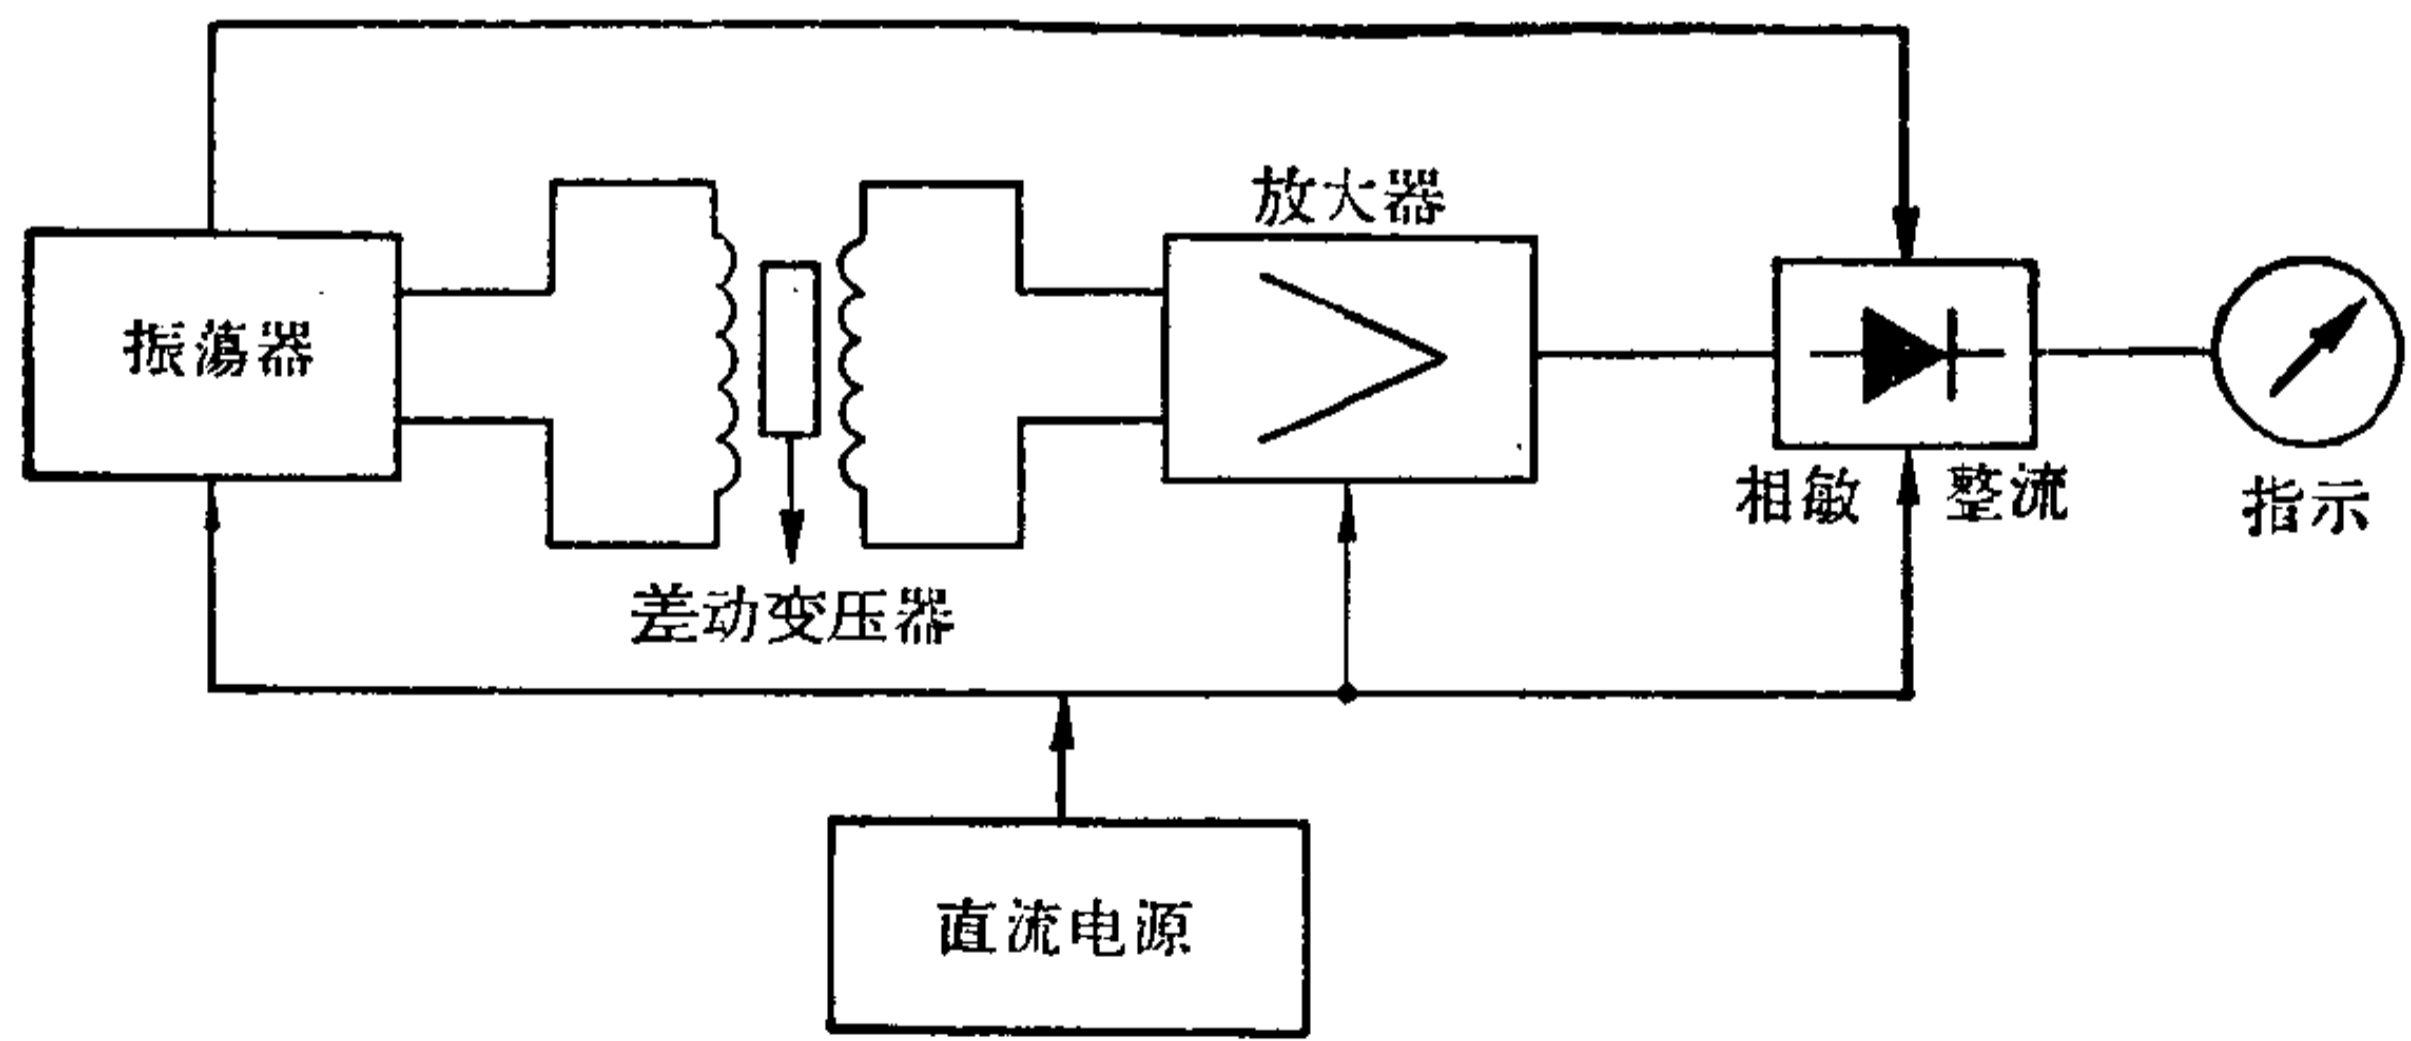 放大器
振荡器
相敏 整流
指示
差动变压器
直流电源